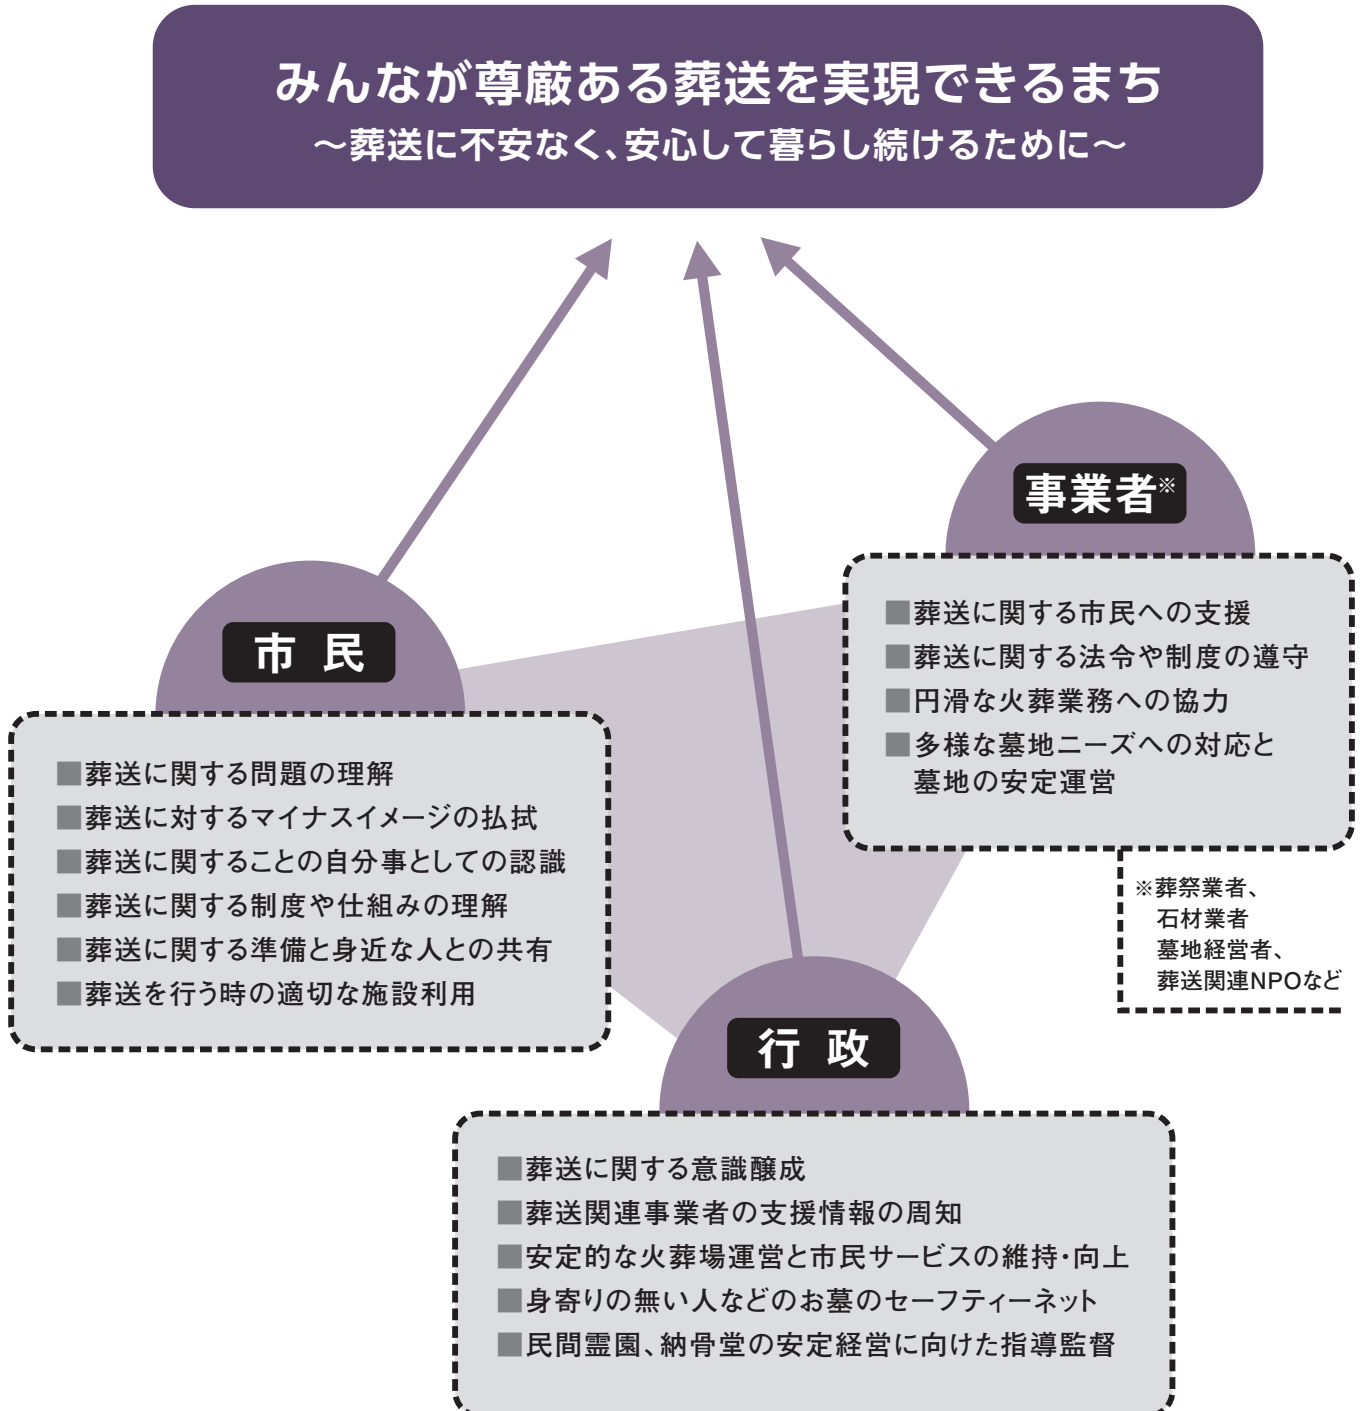 みんなが尊厳ある葬送を実現できるまち
～葬送に不安なく、安心して暮らし続けるために～
事業者※
■葬送に関する市民への支援
■葬送に関する法令や制度の遵守
■円滑な火葬業務への協力
■多様な墓地ニーズへの対応と
墓地の安定運営
※葬祭業者、
石材業者
墓地経営者、
葬送関連NPOなど
市民
■葬送に関する問題の理解
■葬送に対するマイナスイメージの払拭
■葬送に関することの自分事としての認識
■葬送に関する制度や仕組みの理解
■葬送に関する準備と身近な人との共有
■葬送を行う時の適切な施設利用
行政
■葬送に関する意識醸成
■葬送関連事業者の支援情報の周知
■安定的な火葬場運営と市民サービスの維持・向上
■身寄りの無い人などのお墓のセーフティーネット
■民間霊園、納骨堂の安定経営に向けた指導監督